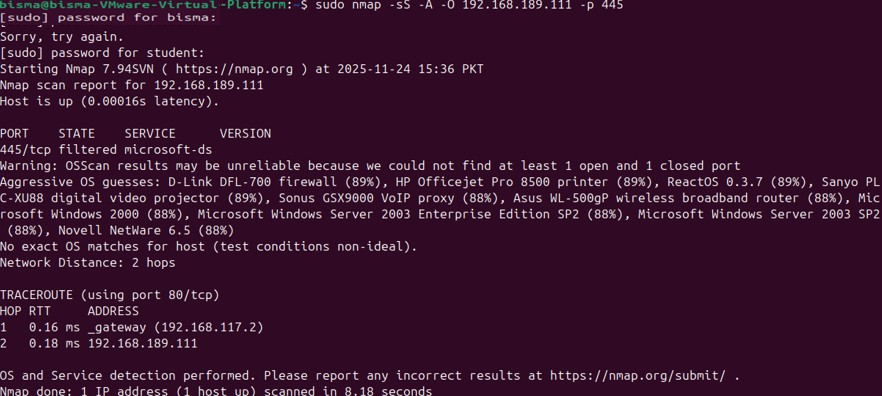 bisma@bisma-VMware-Virtual-Platform:~$ sudo nmap -sS -A -O 192.168.189.111 -p 445
[sudo] password for bisma:
Sorry, try again.
[sudo] password for student:
Starting Nmap 7.94SVN ( https://nmap.org ) at 2025-11-24 15:36 PKT
Nmap scan report for 192.168.189.111
Host is up (0.00016s latency).
PORT    STATE    SERVICE      VERSION
445/tcp filtered microsoft-ds
Warning: OSScan results may be unreliable because we could not find at least 1 open and 1 closed port
Aggressive OS guesses: D-Link DFL-700 firewall (89%), HP Officejet Pro 8500 printer (89%), ReactOS 0.3.7 (89%), Sanyo PL
C-XU88 digital video projector (89%), Sonus GSX9000 VoIP proxy (88%), Asus WL-500gP wireless broadband router (88%), Mic
rosoft Windows 2000 (88%), Microsoft Windows Server 2003 Enterprise Edition SP2 (88%), Microsoft Windows Server 2003 SP2
(88%), Novell NetWare 6.5 (88%)
No exact OS matches for host (test conditions non-ideal).
Network Distance: 2 hops
TRACEROUTE (using port 80/tcp)
HOP RTT     ADDRESS
1   0.16 ms _gateway (192.168.117.2)
2   0.18 ms 192.168.189.111
OS and Service detection performed. Please report any incorrect results at https://nmap.org/submit/ .
Nmap done: 1 IP address (1 host up) scanned in 8.18 seconds